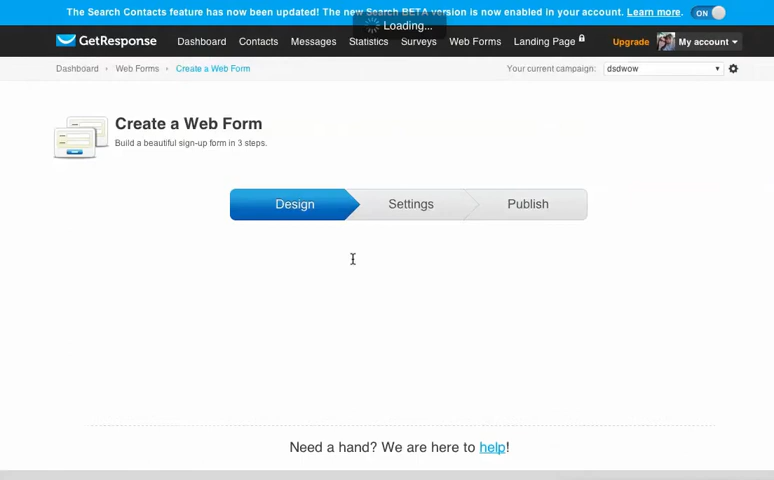 The Search Contacts feature has now been updated! The new Search BETA version is now enabled in your account. Learn more. ON
Loading...
GetResponse Dashboard Contacts Messages Statistics Surveys Web Forms Landing Page Upgrade My account
Dashboard Web Forms Create a Web Form Your current campaign: dsdwow
Create a Web Form
Build a beautiful sign-up form in 3 steps.
Design Settings Publish
Need a hand? We are here to help!